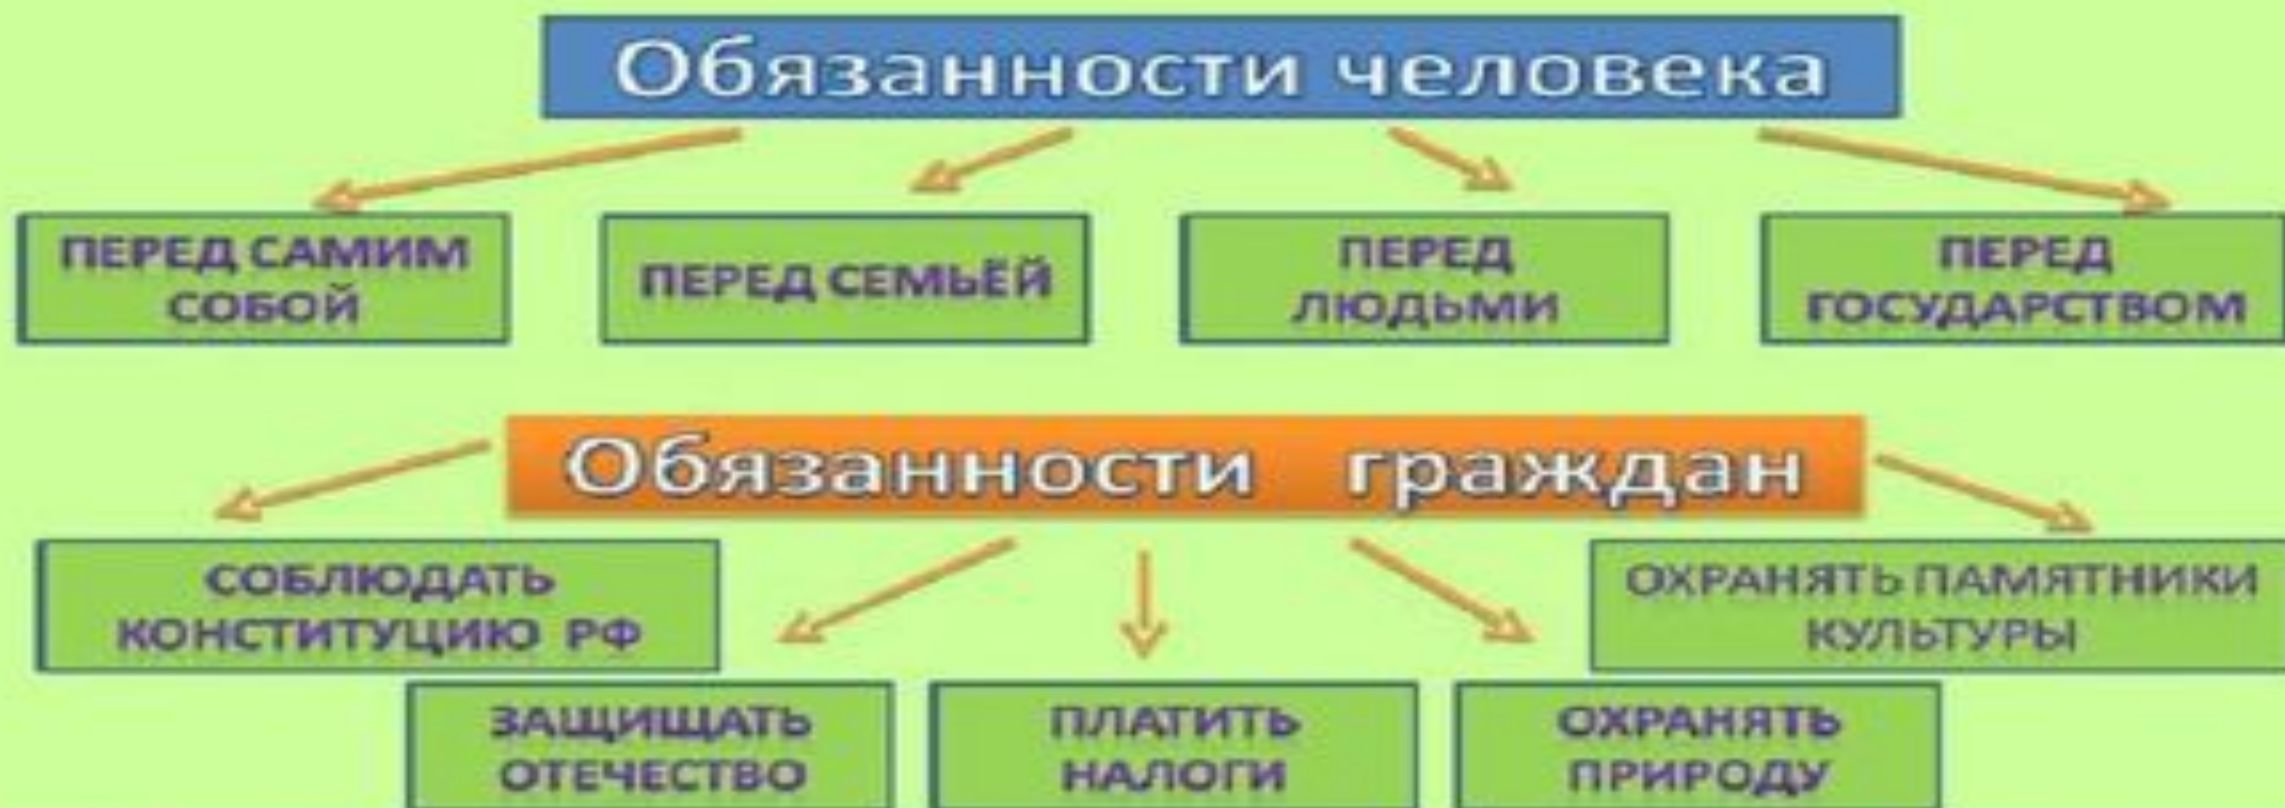 Обязанности человека
ПЕРЕД САМИМ
СОБОЙ
ПЕРЕД СЕМЬЁЙ
ПЕРЕД
ЛЮДЬМИ
ПЕРЕД
ГОСУДАРСТВОМ
Обязанности граждан
СОБЛЮДАТЬ
КОНСТИТУЦИЮ РФ
ЗАЩИЩАТЬ
ОТЕЧЕСТВО
ПЛАТИТЬ
НАЛОГИ
ОХРАНЯТЬ
ПРИРОДУ
ОХРАНЯТЬ ПАМЯТНИКИ
КУЛЬТУРЫ